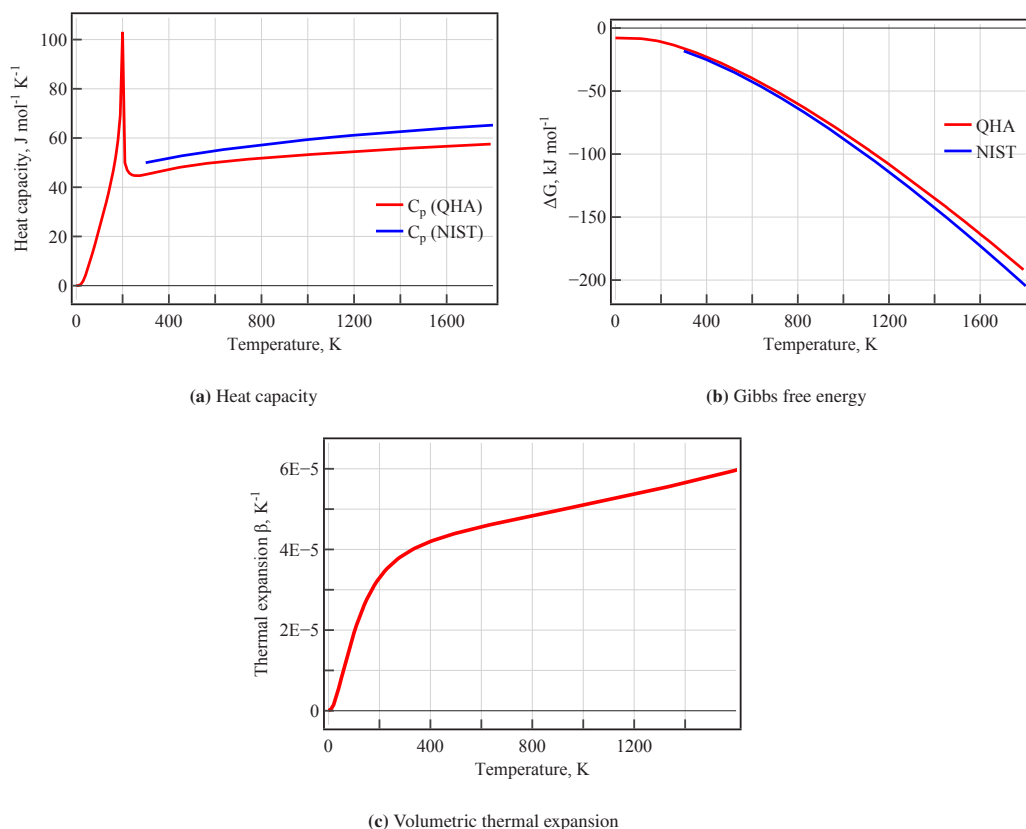 100
80
60
40
20
0
Heat capacity, J mol⁻¹ K⁻¹
Cₚ (QHA)
Cₚ (NIST)
0 400 800 1200 1600
Temperature, K
(a) Heat capacity
0
−50
−100
−150
−200
ΔG, kJ mol⁻¹
QHA
NIST
0 400 800 1200 1600
Temperature, K
(b) Gibbs free energy
6E−5
4E−5
2E−5
0
Thermal expansion β, K⁻¹
0 400 800 1200
Temperature, K
(c) Volumetric thermal expansion